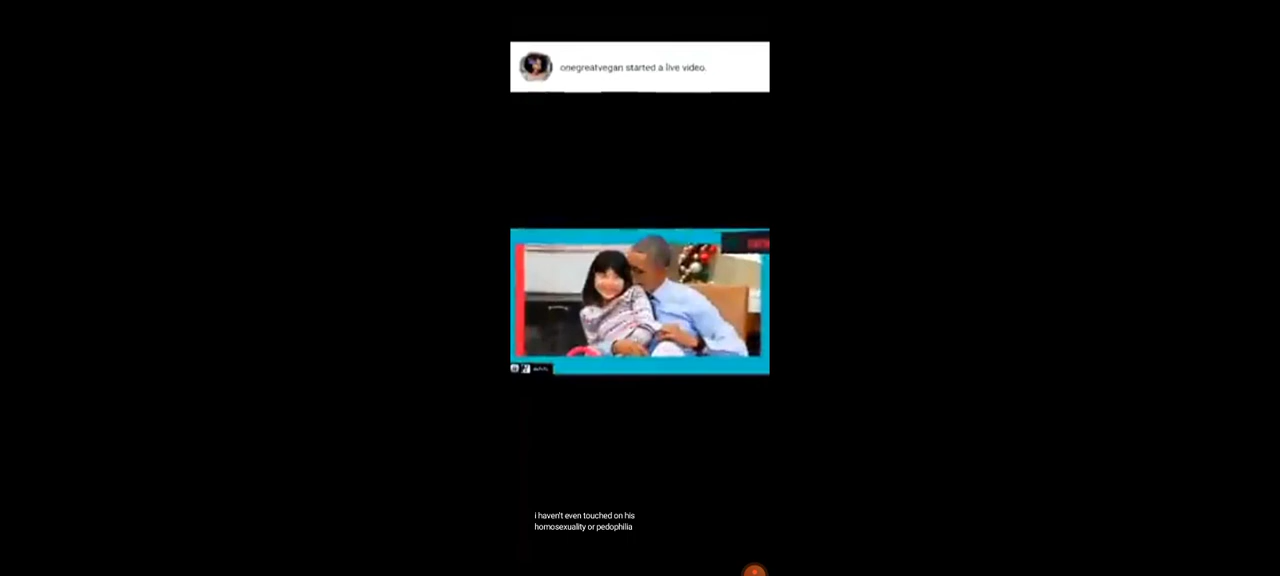 onegreatvegan started a live video.
i haven't even touched on his
homosexuality or pedophilia